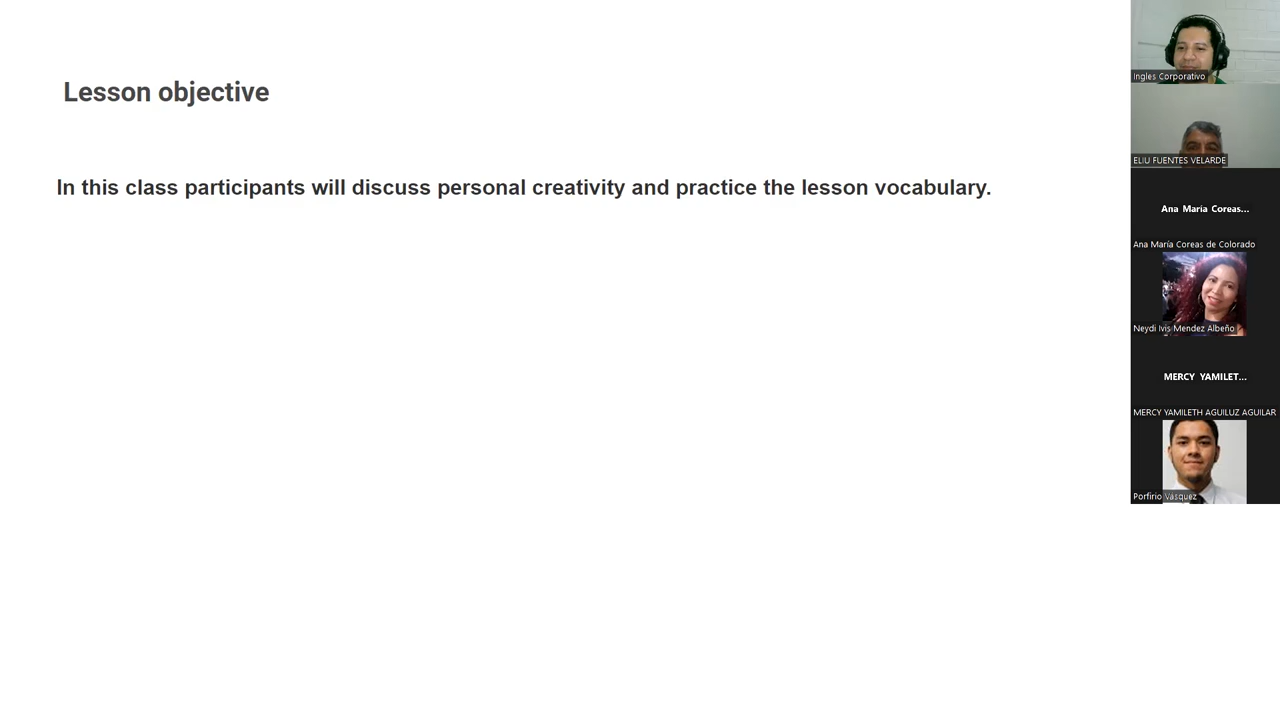 Lesson objective
In this class participants will discuss personal creativity and practice the lesson vocabulary.
Ingles Corporativo
ELIU FUENTES VELARDE
Ana Maria Coreas...
Ana María Coreas de Colorado
Neydi Ivis Mendez Albeño
MERCY YAMILET...
MERCY YAMILETH AGUILUZ AGUILAR
Porfirio Vasquez